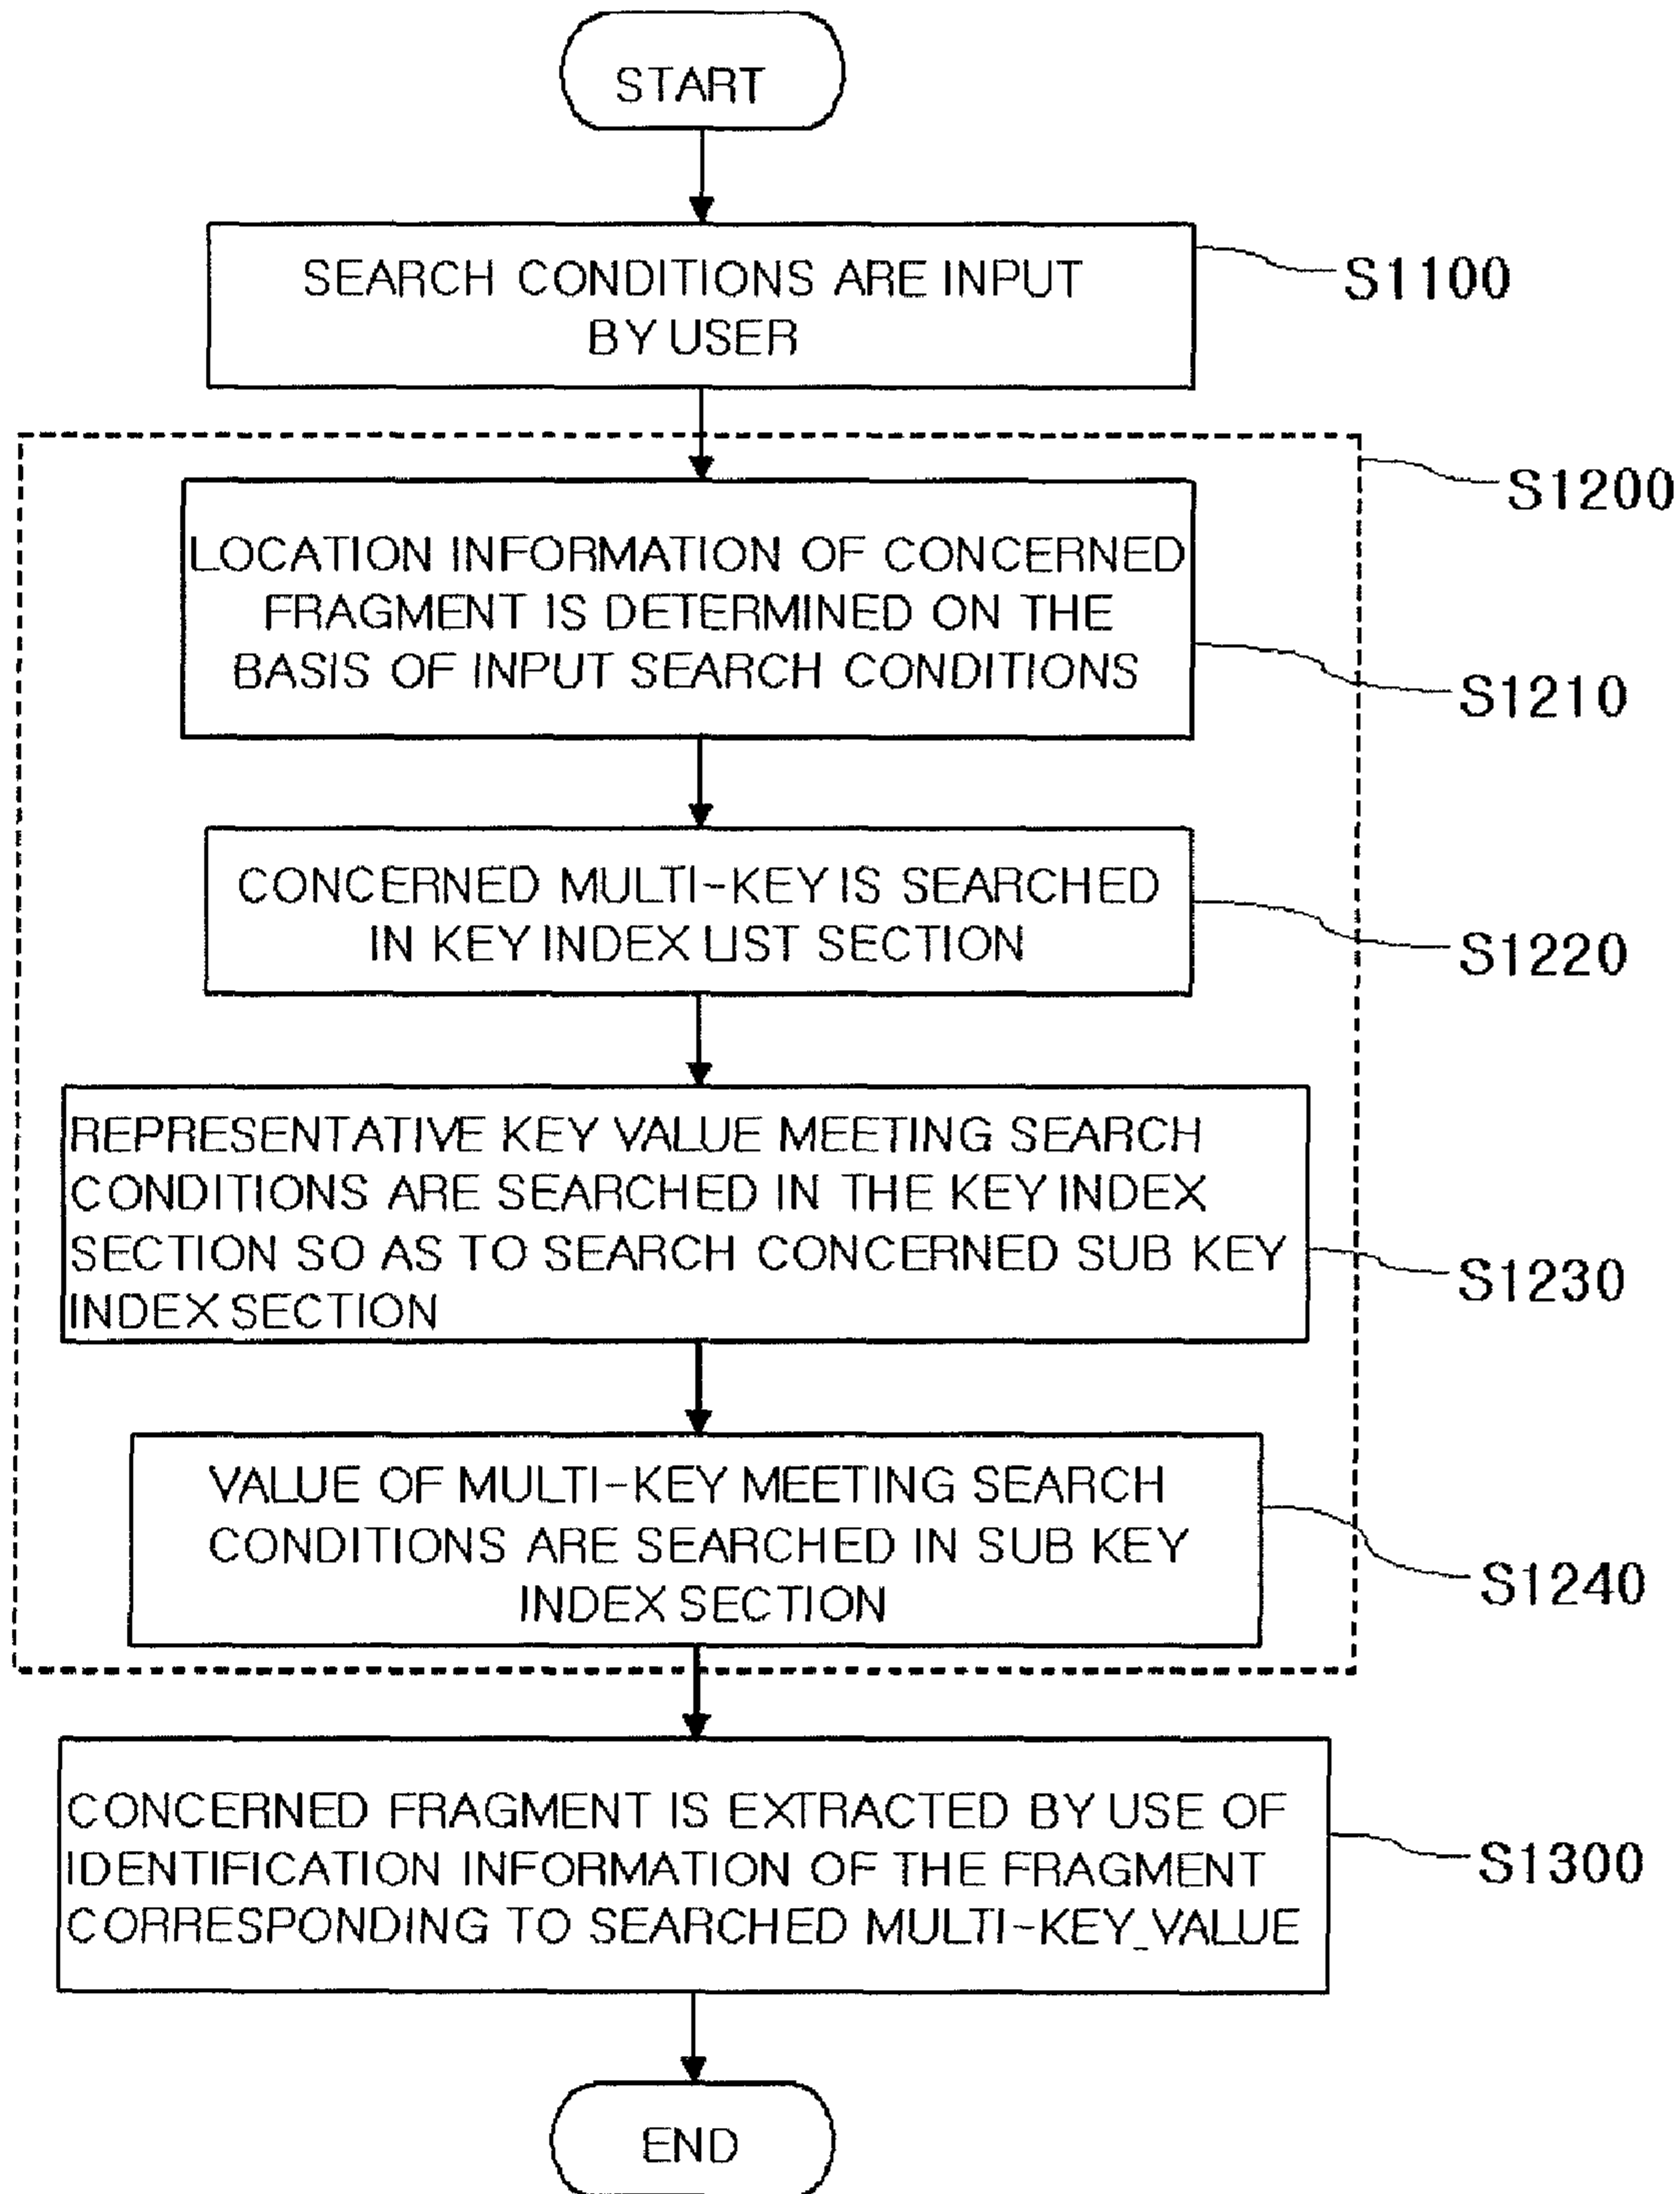 START
SEARCH CONDITIONS ARE INPUT
BY USER
S1100
S1200
LOCATION INFORMATION OF CONCERNED
FRAGMENT IS DETERMINED ON THE
BASIS OF INPUT SEARCH CONDITIONS
S1210
CONCERNED MULTI-KEY IS SEARCHED
IN KEY INDEX LIST SECTION
S1220
REPRESENTATIVE KEY VALUE MEETING SEARCH
CONDITIONS ARE SEARCHED IN THE KEY INDEX
SECTION SO AS TO SEARCH CONCERNED SUB KEY
INDEX SECTION
S1230
VALUE OF MULTI-KEY MEETING SEARCH
CONDITIONS ARE SEARCHED IN SUB KEY
INDEX SECTION
S1240
CONCERNED FRAGMENT IS EXTRACTED BY USE OF
IDENTIFICATION INFORMATION OF THE FRAGMENT
CORRESPONDING TO SEARCHED MULTI-KEY_VALUE
S1300
END